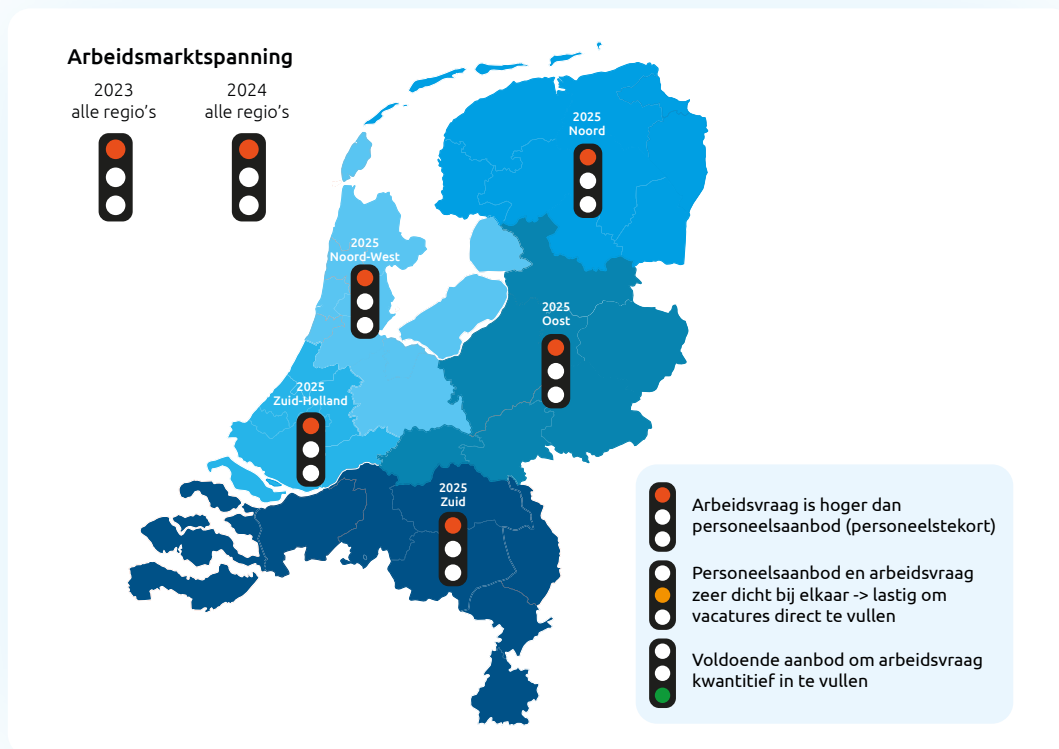 Arbeidsmarktspanning
2023
alle regio’s
2024
alle regio’s
2025
Noord
2025
Noord-West
2025
Oost
2025
Zuid-Holland
2025
Zuid
Arbeidsvraag is hoger dan
personeelsaanbod (personeelstekort)
Personeelsaanbod en arbeidsvraag
zeer dicht bij elkaar -> lastig om
vacatures direct te vullen
Voldoende aanbod om arbeidsvraag
kwantitief in te vullen